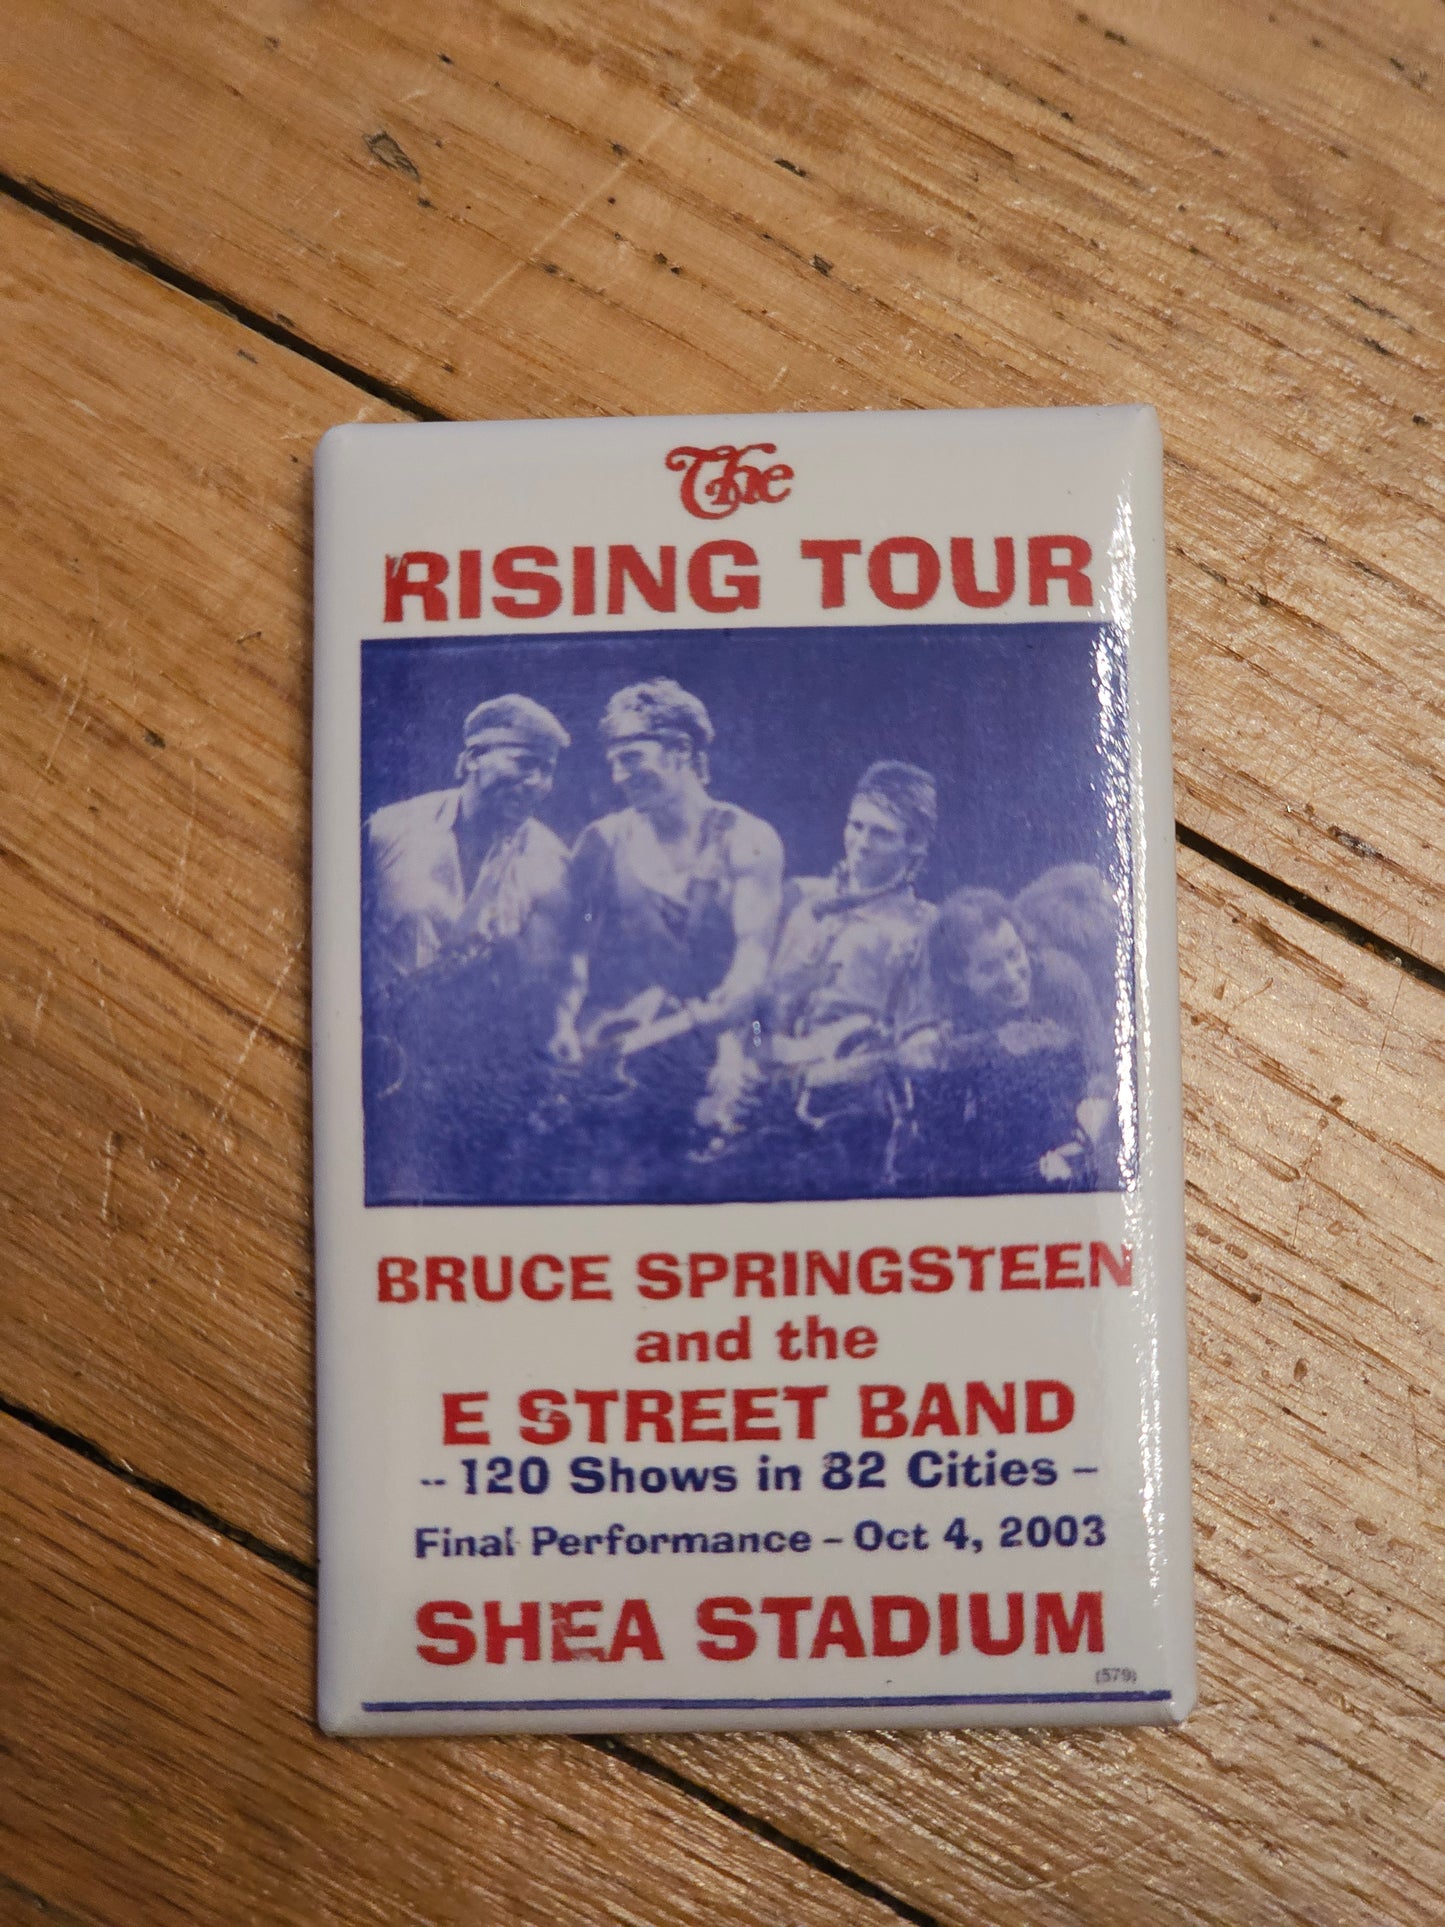 The
RISING TOUR
BRUCE SPRINGSTEEN
and the
E STREET BAND
-- 120 Shows in 82 Cities –
Final Performance – Oct 4, 2003
SHEA STADIUM
(579)